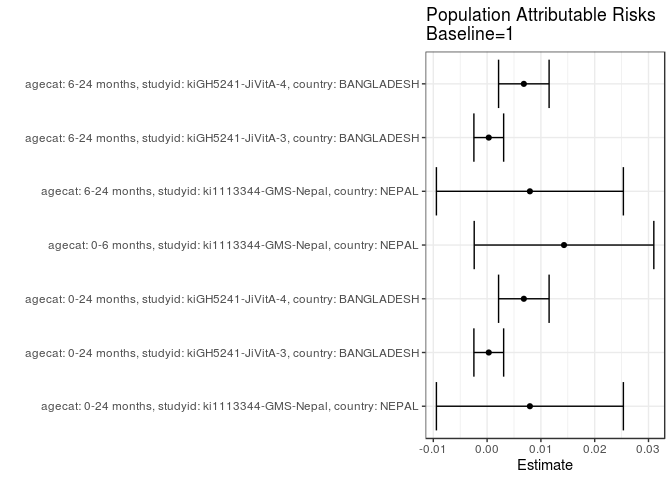 Population Attributable Risks
Baseline=1
agecat: 6-24 months, studyid: kiGH5241-JiVitA-4, country: BANGLADESH
agecat: 6-24 months, studyid: kiGH5241-JiVitA-3, country: BANGLADESH
agecat: 6-24 months, studyid: ki1113344-GMS-Nepal, country: NEPAL
agecat: 0-6 months, studyid: ki1113344-GMS-Nepal, country: NEPAL
agecat: 0-24 months, studyid: kiGH5241-JiVitA-4, country: BANGLADESH
agecat: 0-24 months, studyid: kiGH5241-JiVitA-3, country: BANGLADESH
agecat: 0-24 months, studyid: ki1113344-GMS-Nepal, country: NEPAL
-0.01 0.00 0.01 0.02 0.03
Estimate